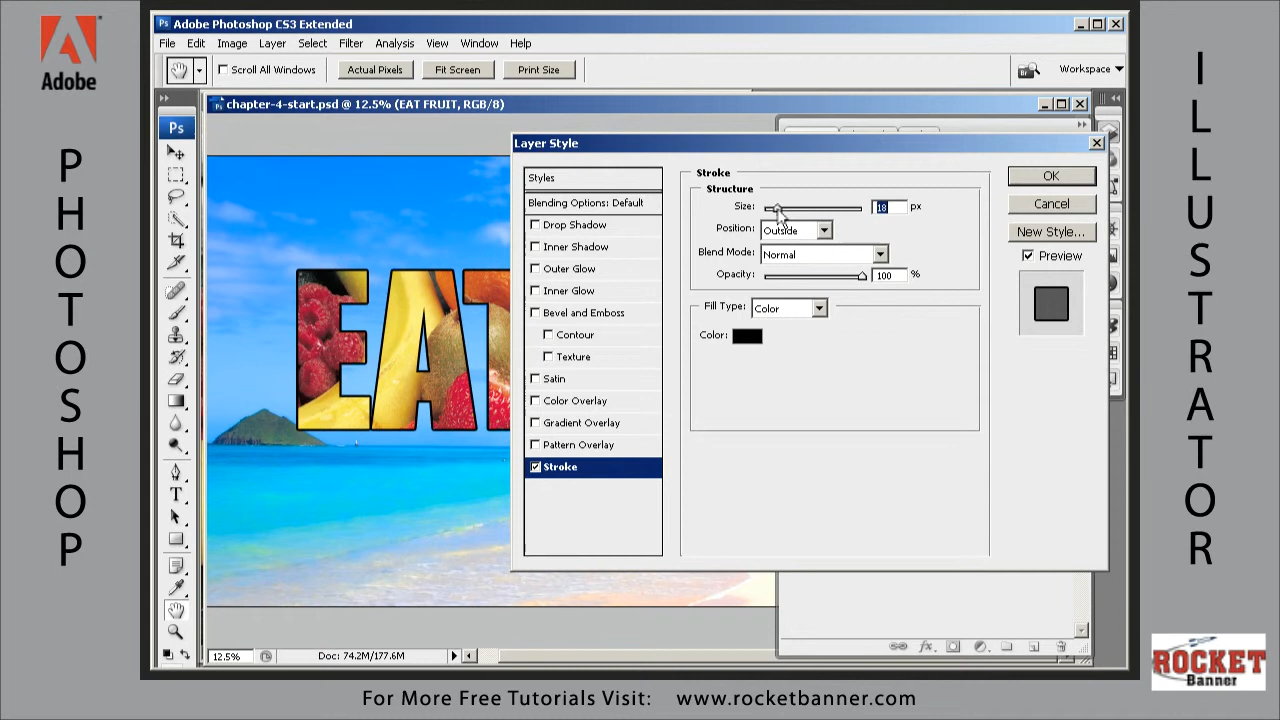 Adobe
PHOTOSHOP
Ps Adobe Photoshop CS3 Extended
File Edit Image Layer Select Filter Analysis View Window Help
Scroll All Windows Actual Pixels Fit Screen Print Size Workspace
chapter-4-start.psd @ 12.5% (EAT FRUIT, RGB/8)
Ps
EAT
Layer Style
Styles
Blending Options: Default
Drop Shadow
Inner Shadow
Outer Glow
Inner Glow
Bevel and Emboss
Contour
Texture
Satin
Color Overlay
Gradient Overlay
Pattern Overlay
Stroke
Stroke
Structure
Size: 18 px
Position: Outside
Blend Mode: Normal
Opacity: 100 %
Fill Type: Color
Color:
OK
Cancel
New Style...
Preview
12.5% Doc: 74.2M/177.6M
fx.
ILLUSTRATOR
ROCKET
Banner
For More Free Tutorials Visit: www.rocketbanner.com